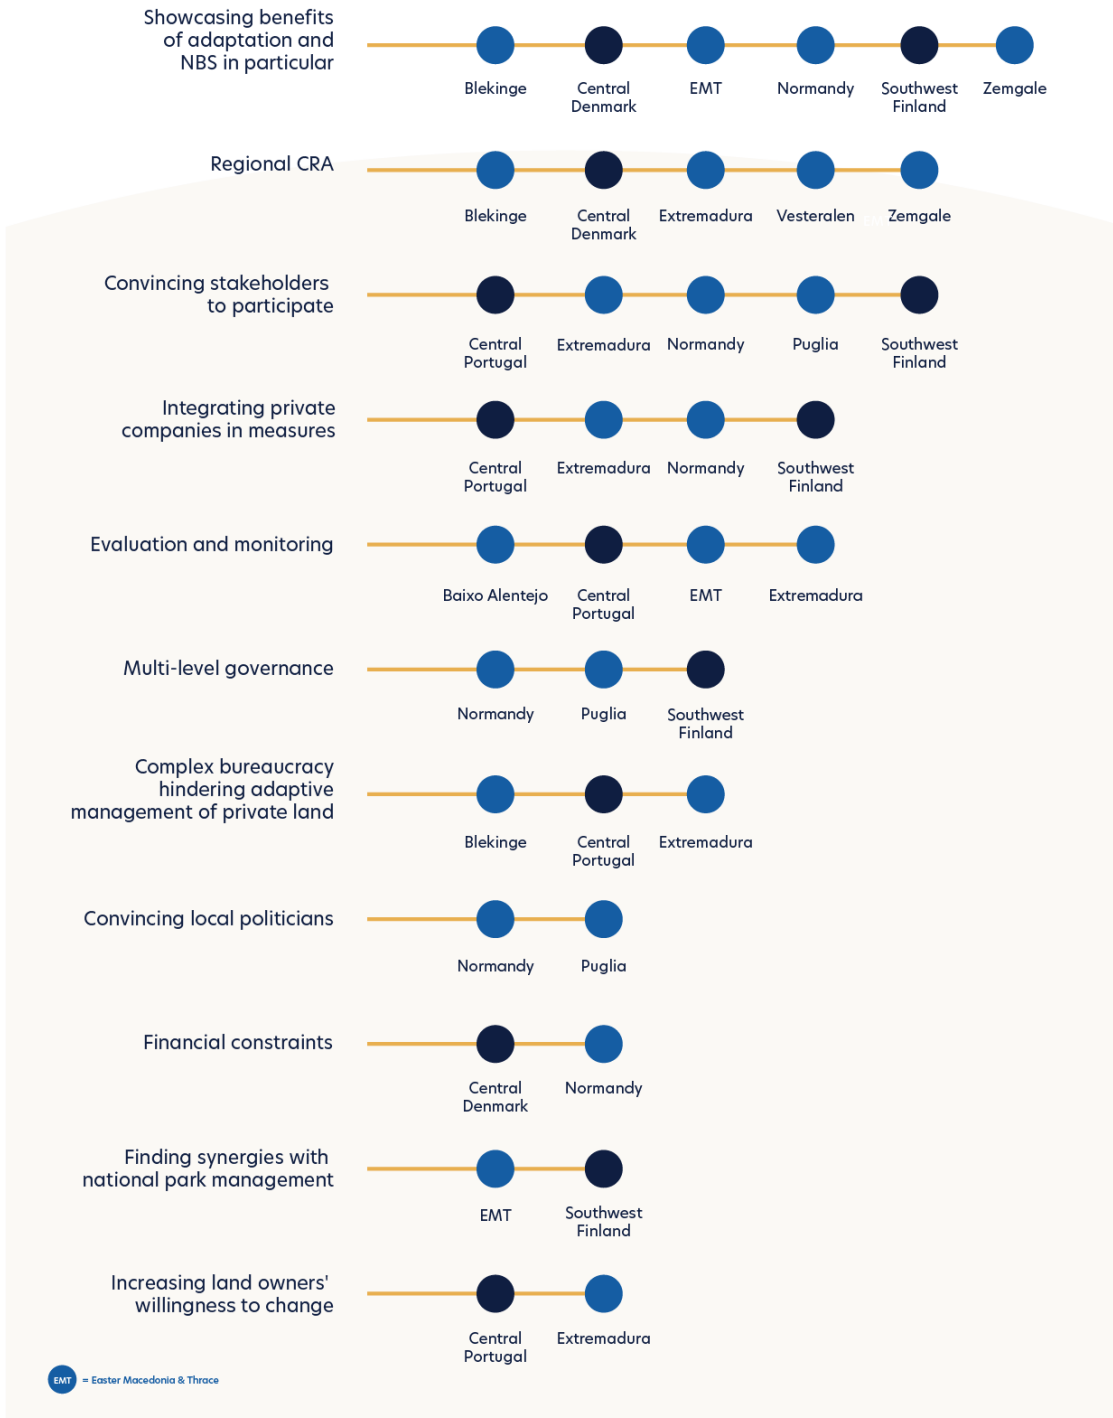 Showcasing benefits
of adaptation and
NBS in particular
Blekinge
Central
Denmark
EMT
Normandy
Southwest
Finland
Zemgale
Regional CRA
Blekinge
Central
Denmark
Extremadura
Vesteralen
Zemgale
Convincing stakeholders
to participate
Central
Portugal
Extremadura
Normandy
Puglia
Southwest
Finland
Integrating private
companies in measures
Central
Portugal
Extremadura
Normandy
Southwest
Finland
Evaluation and monitoring
Baixo Alentejo
Central
Portugal
EMT
Extremadura
Multi-level governance
Normandy
Puglia
Southwest
Finland
Complex bureaucracy
hindering adaptive
management of private land
Blekinge
Central
Portugal
Extremadura
Convincing local politicians
Normandy
Puglia
Financial constraints
Central
Denmark
Normandy
Finding synergies with
national park management
EMT
Southwest
Finland
Increasing land owners'
willingness to change
Central
Portugal
Extremadura
EMT = Easter Macedonia & Thrace